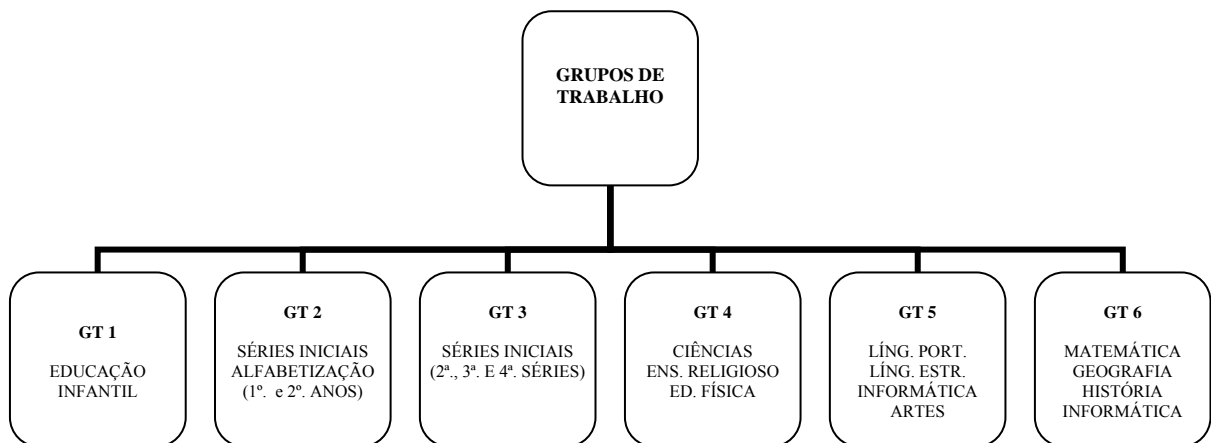 GRUPOS DE
TRABALHO
GT 1
EDUCAÇÃO
INFANTIL
GT 2
SÉRIES INICIAIS
ALFABETIZAÇÃO
(1º. e 2º. ANOS)
GT 3
SÉRIES INICIAIS
(2ª., 3ª. E 4ª. SÉRIES)
GT 4
CIÊNCIAS
ENS. RELIGIOSO
ED. FÍSICA
GT 5
LÍNG. PORT.
LÍNG. ESTR.
INFORMÁTICA
ARTES
GT 6
MATEMÁTICA
GEOGRAFIA
HISTÓRIA
INFORMÁTICA